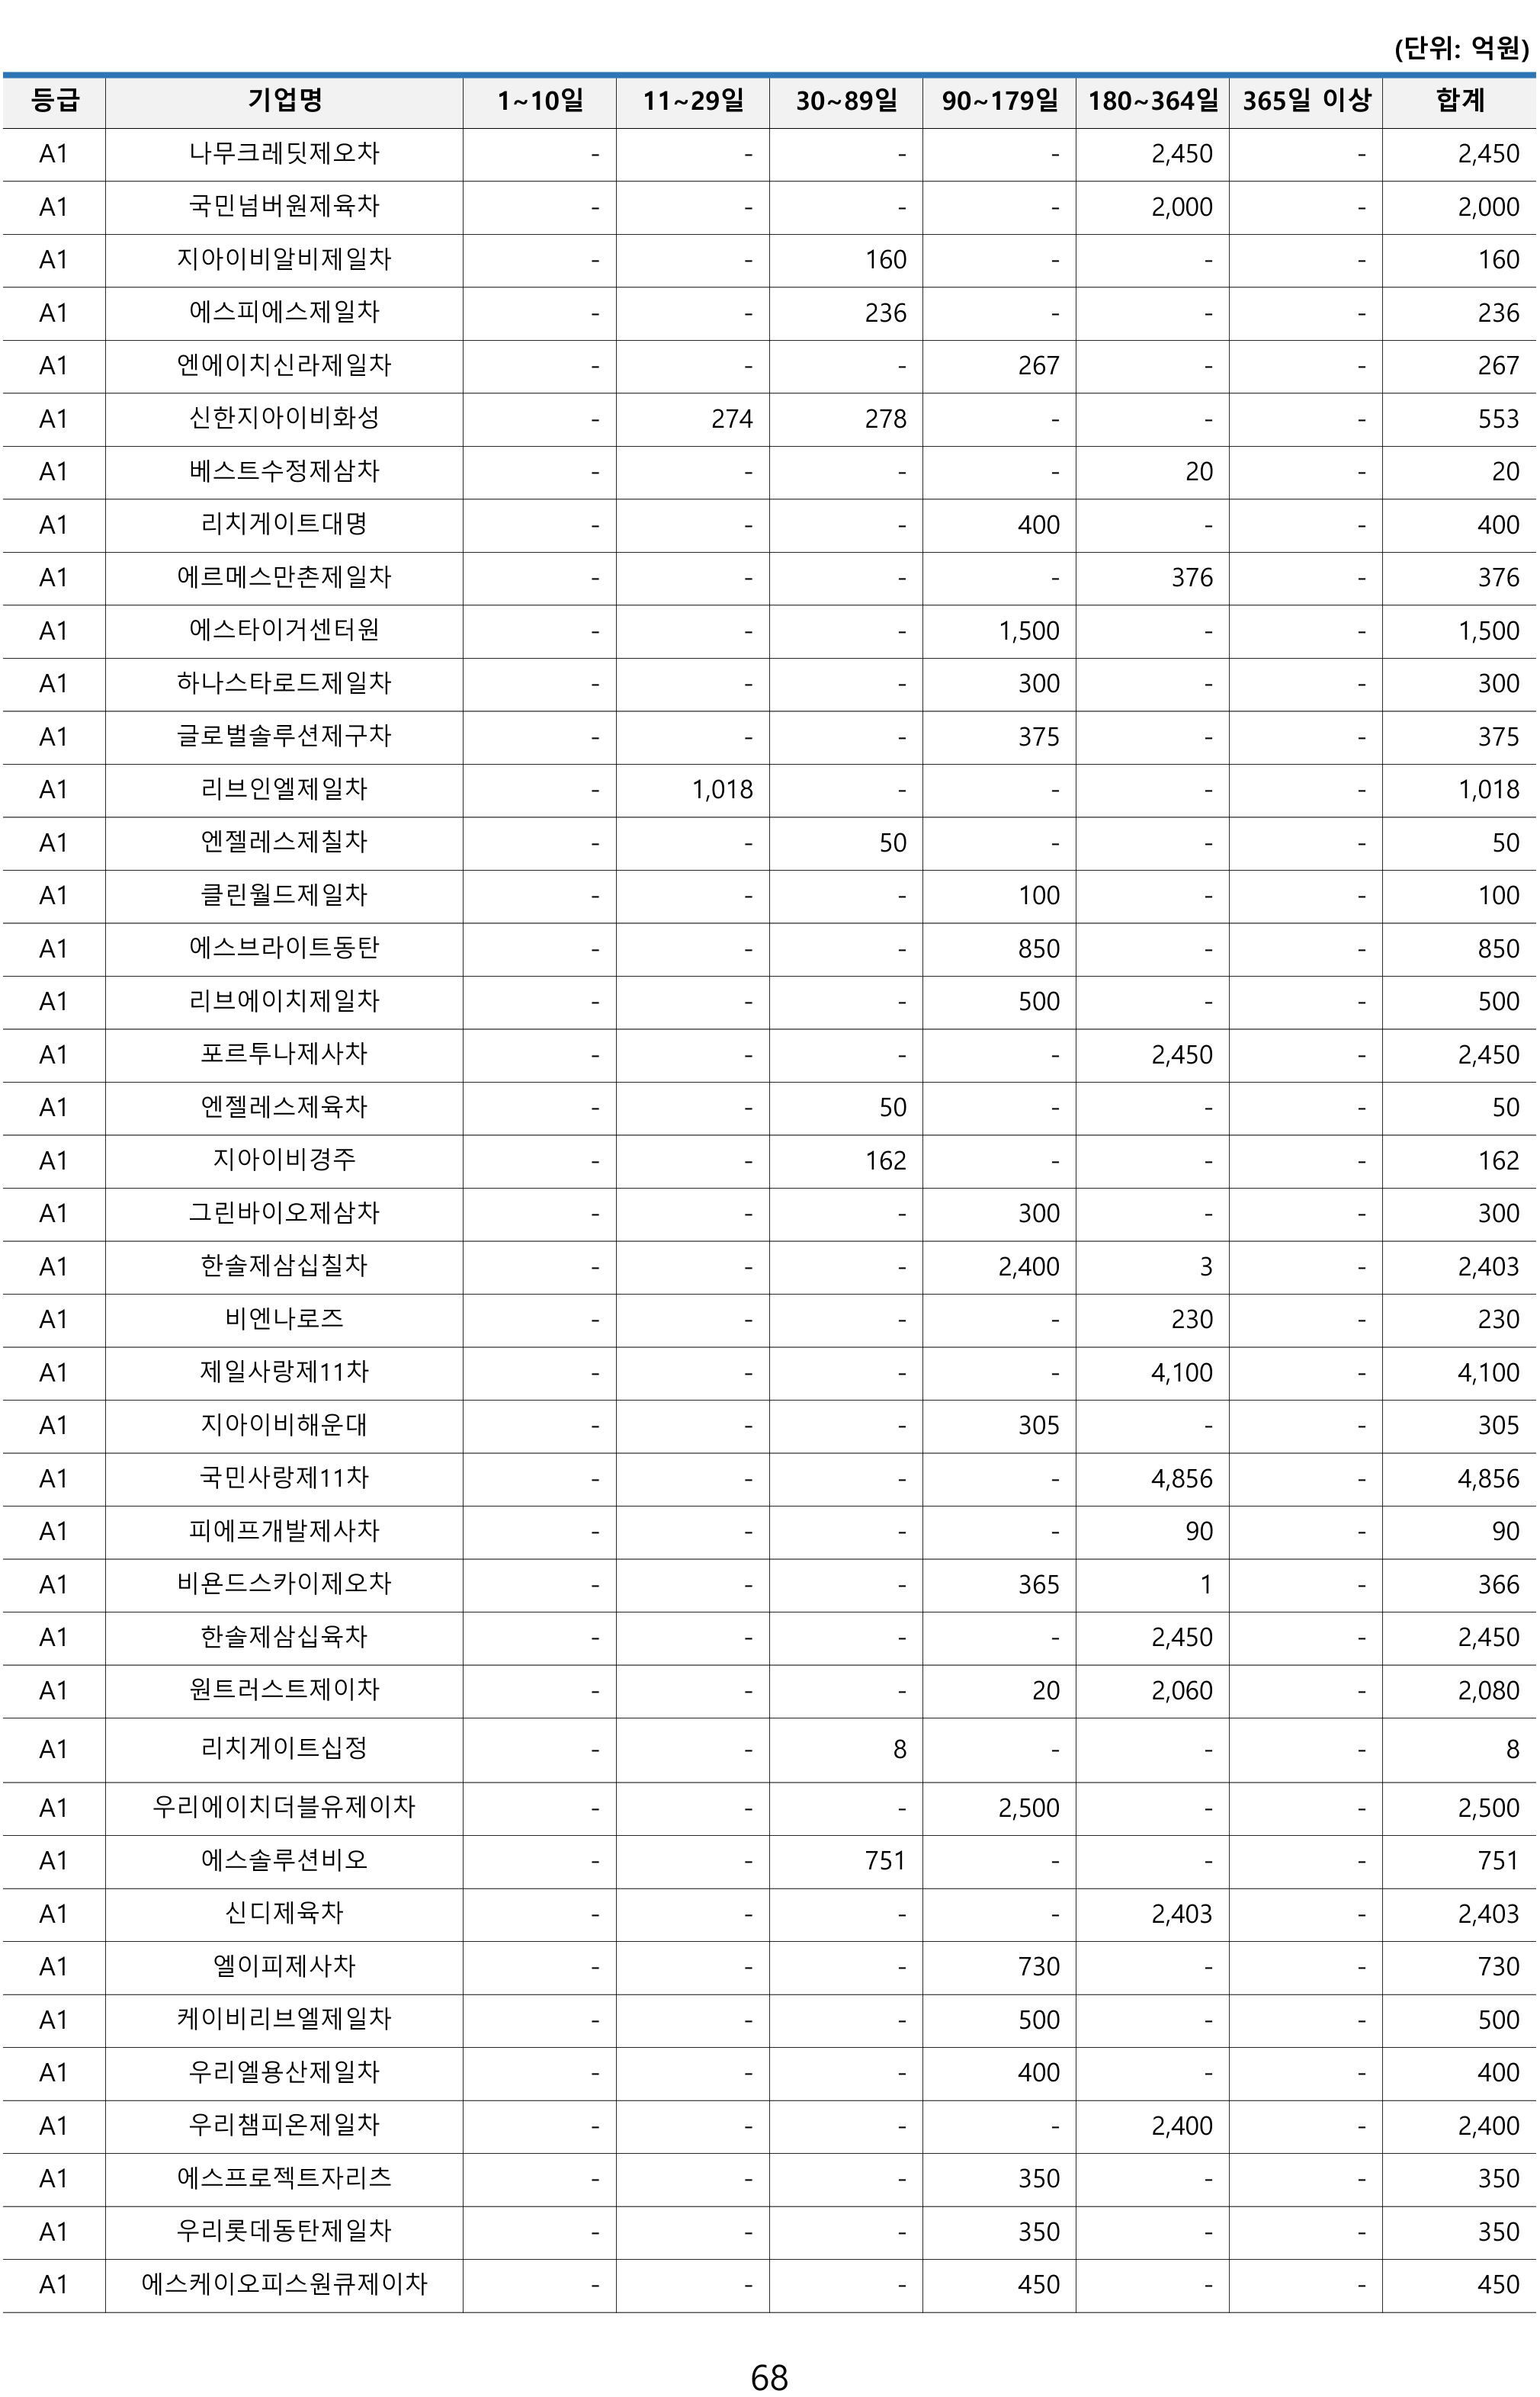 (단위: 억원)
등급 기업명 1~10일 11~29일 30~89일 90~179일 180~364일 365일 이상 합계
A1 나무크레딧제오차 - - - - 2,450 - 2,450
A1 국민넘버원제육차 - - - - 2,000 - 2,000
A1 지아이비알비제일차 - - 160 - - - 160
A1 에스피에스제일차 - - 236 - - - 236
A1 엔에이치신라제일차 - - - 267 - - 267
A1 신한지아이비화성 - 274 278 - - - 553
A1 베스트수정제삼차 - - - - 20 - 20
A1 리치게이트대명 - - - 400 - - 400
A1 에르메스만촌제일차 - - - - 376 - 376
A1 에스타이거센터원 - - - 1,500 - - 1,500
A1 하나스타로드제일차 - - - 300 - - 300
A1 글로벌솔루션제구차 - - - 375 - - 375
A1 리브인엘제일차 - 1,018 - - - - 1,018
A1 엔젤레스제칠차 - - 50 - - - 50
A1 클린월드제일차 - - - 100 - - 100
A1 에스브라이트동탄 - - - 850 - - 850
A1 리브에이치제일차 - - - 500 - - 500
A1 포르투나제사차 - - - - 2,450 - 2,450
A1 엔젤레스제육차 - - 50 - - - 50
A1 지아이비경주 - - 162 - - - 162
A1 그린바이오제삼차 - - - 300 - - 300
A1 한솔제삼십칠차 - - - 2,400 3 - 2,403
A1 비엔나로즈 - - - - 230 - 230
A1 제일사랑제11차 - - - - 4,100 - 4,100
A1 지아이비해운대 - - - 305 - - 305
A1 국민사랑제11차 - - - - 4,856 - 4,856
A1 피에프개발제사차 - - - - 90 - 90
A1 비욘드스카이제오차 - - - 365 1 - 366
A1 한솔제삼십육차 - - - - 2,450 - 2,450
A1 원트러스트제이차 - - - 20 2,060 - 2,080
A1 리치게이트십정 - - 8 - - - 8
A1 우리에이치더블유제이차 - - - 2,500 - - 2,500
A1 에스솔루션비오 - - 751 - - - 751
A1 신디제육차 - - - - 2,403 - 2,403
A1 엘이피제사차 - - - 730 - - 730
A1 케이비리브엘제일차 - - - 500 - - 500
A1 우리엘용산제일차 - - - 400 - - 400
A1 우리챔피온제일차 - - - - 2,400 - 2,400
A1 에스프로젝트자리츠 - - - 350 - - 350
A1 우리롯데동탄제일차 - - - 350 - - 350
A1 에스케이오피스원큐제이차 - - - 450 - - 450
68